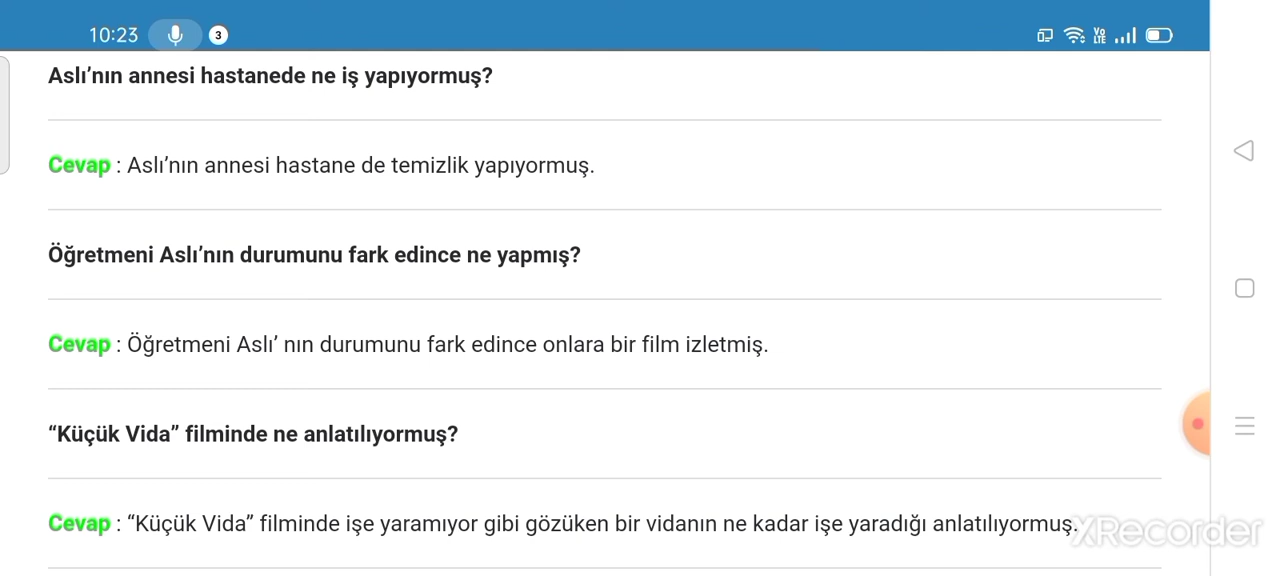 10:23
3
Vo
LTE
Aslı’nın annesi hastanede ne iş yapıyormuş?
Cevap : Aslı’nın annesi hastane de temizlik yapıyormuş.
Öğretmeni Aslı’nın durumunu fark edince ne yapmış?
Cevap : Öğretmeni Aslı’ nın durumunu fark edince onlara bir film izletmiş.
“Küçük Vida” filminde ne anlatılıyormuş?
Cevap : “Küçük Vida” filminde işe yaramıyor gibi gözüken bir vidanın ne kadar işe yaradığı anlatılıyormuş.
XRecorder